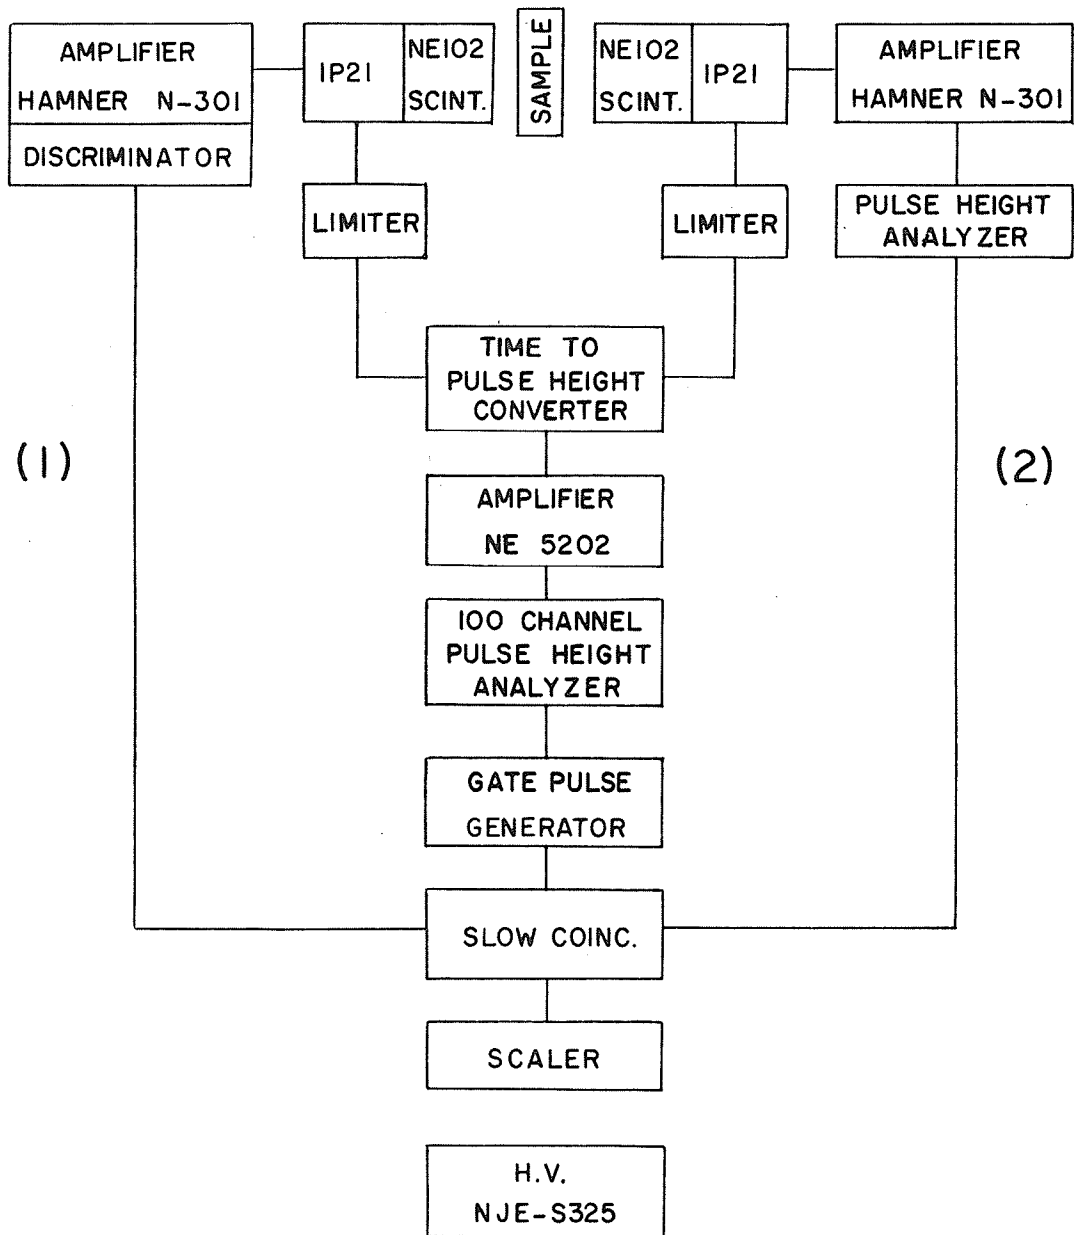 AMPLIFIER
HAMNER N-301
DISCRIMINATOR
1P21
NE102
SCINT.
SAMPLE
NE102
SCINT.
1P21
AMPLIFIER
HAMNER N-301
LIMITER
LIMITER
PULSE HEIGHT
ANALYZER
TIME TO
PULSE HEIGHT
CONVERTER
(1)
(2)
AMPLIFIER
NE 5202
100 CHANNEL
PULSE HEIGHT
ANALYZER
GATE PULSE
GENERATOR
SLOW COINC.
SCALER
H.V.
NJE-S325